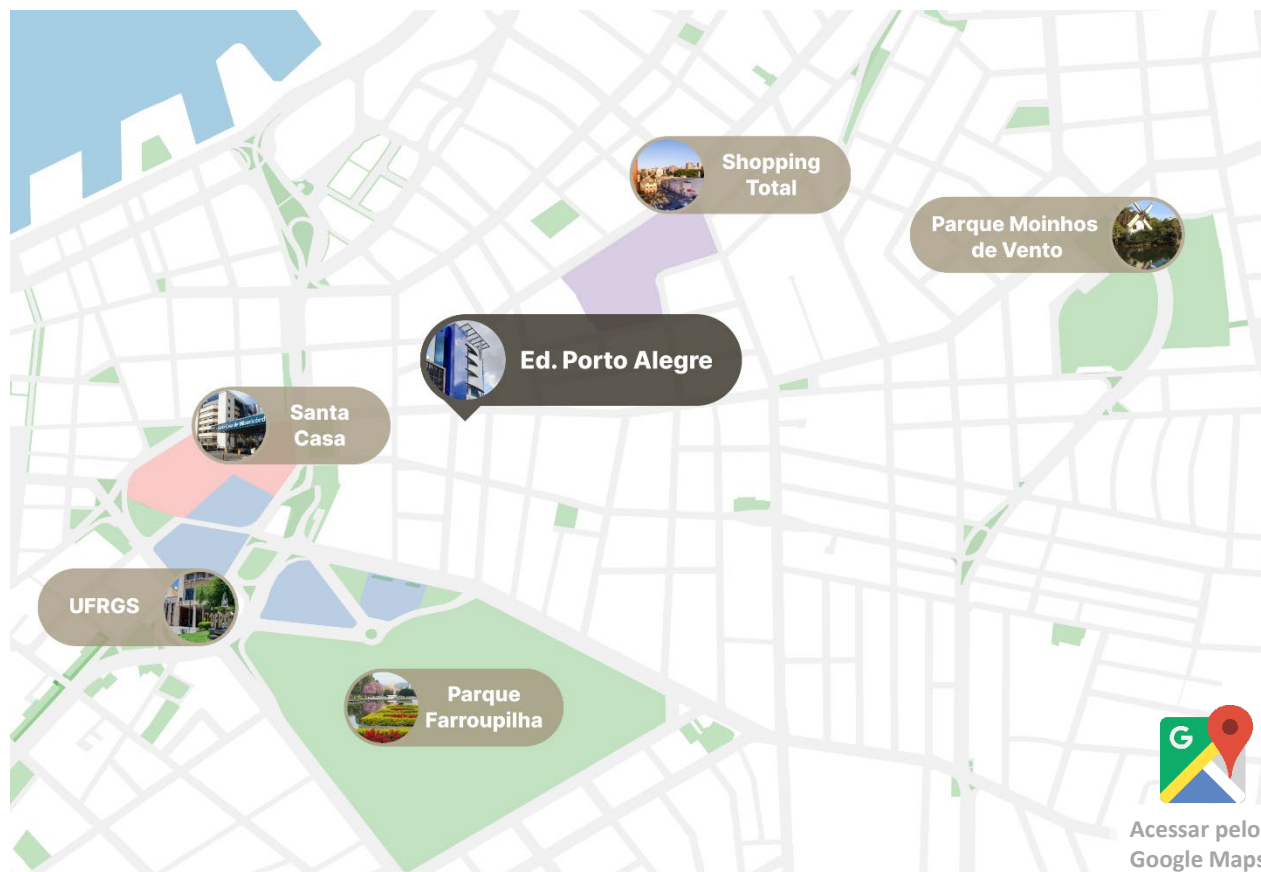 Shopping
Total
Parque Moinhos
de Vento
Ed. Porto Alegre
Santa
Casa
UFRGS
Parque
Farroupilha
G
Acessar pelo
Google Maps